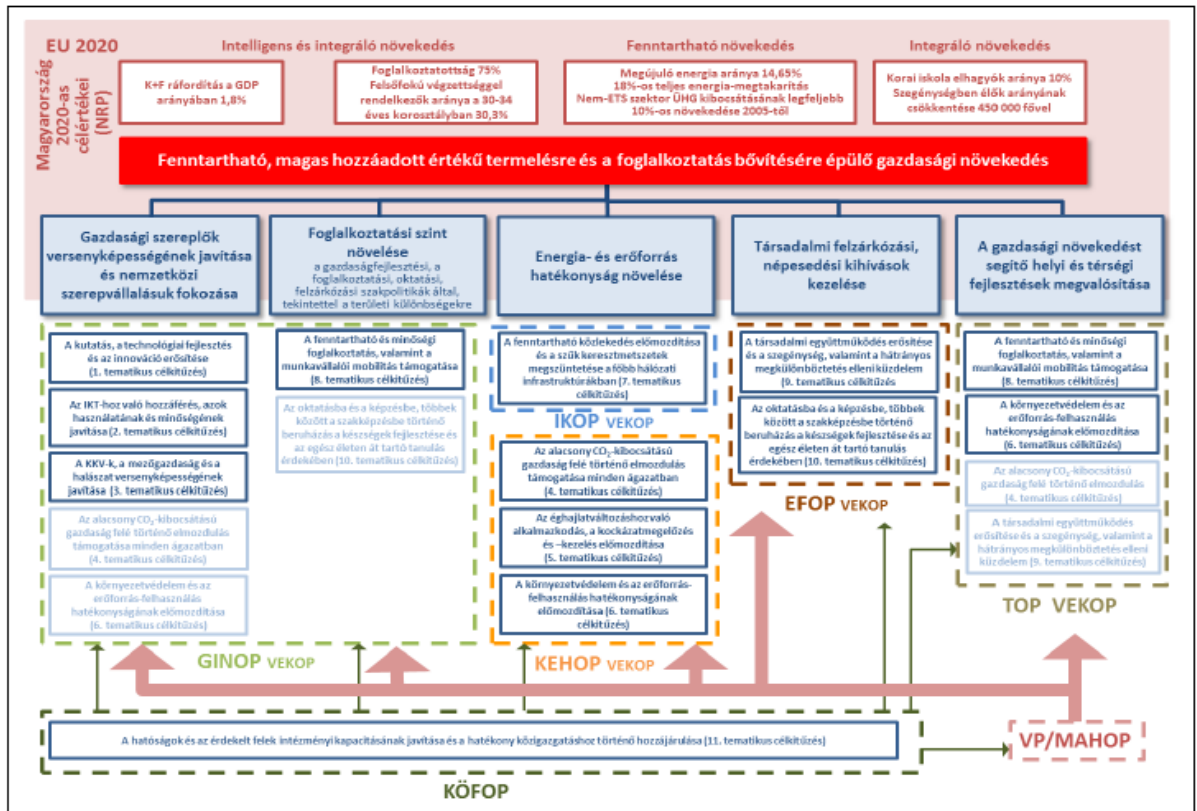 EU 2020
Magyarország
2020-as
célértékei
(NRP)
Intelligens és integráló növekedés
Fenntartható növekedés
Integráló növekedés
K+F ráfordítás a GDP
arányában 1,8%
Foglalkoztatottság 75%
Felsőfokú végzettséggel
rendelkezők aránya a 30-34
éves korosztályban 30,3%
Megújuló energia aránya 14,65%
18%-os teljes energia-megtakarítás
Nem-ETS szektor ÜHG kibocsátásának legfeljebb
10%-os növekedése 2005-től
Korai iskola elhagyók aránya 10%
Szegénységben élők arányának
csökkentése 450 000 fővel
Fenntartható, magas hozzáadott értékű termelésre és a foglalkoztatás bővítésére épülő gazdasági növekedés
Gazdasági szereplők
versenyképességének javítása
és nemzetközi
szerepvállalásuk fokozása
Foglalkoztatási szint
növelése
a gazdaságfejlesztési, a
foglalkoztatási, oktatási,
felzárkózási szakpolitikák által,
tekintettel a területi különbségekre
Energia- és erőforrás
hatékonyság növelése
Társadalmi felzárkózási,
népesedési kihívások
kezelése
A gazdasági növekedést
segítő helyi és térségi
fejlesztések megvalósítása
A kutatás, a technológiai fejlesztés
és az innováció erősítése
(1. tematikus célkitűzés)
Az IKT-hoz való hozzáférés, azok
használatának és minőségének
javítása (2. tematikus célkitűzés)
A KKV-k, a mezőgazdaság és a
halászat versenyképességének
javítása (3. tematikus célkitűzés)
Az alacsony CO₂-kibocsátású
gazdaság felé történő elmozdulás
támogatása minden ágazatban
(4. tematikus célkitűzés)
A környezetvédelem és az
erőforrás-felhasználás
hatékonyságának előmozdítása
(6. tematikus célkitűzés)
A fenntartható és minőségi
foglalkoztatás, valamint a
munkavállalói mobilitás támogatása
(8. tematikus célkitűzés)
Az oktatásba és a képzésbe, többek
között a szakképzésbe történő
beruházás a készségek fejlesztése és
az egész életen át tartó tanulás
érdekében (10. tematikus célkitűzés)
GINOP VEKOP
A fenntartható közlekedés előmozdítása
és a szűk keresztmetszetek
megszüntetése a főbb hálózati
infrastruktúrákban (7. tematikus
célkitűzés)
IKOP VEKOP
Az alacsony CO₂-kibocsátású
gazdaság felé történő elmozdulás
támogatása minden ágazatban
(4. tematikus célkitűzés)
Az éghajlatváltozáshoz való
alkalmazkodás, a kockázatmegelőzés
és –kezelés előmozdítása
(5. tematikus célkitűzés)
A környezetvédelem és az erőforrás-
felhasználás hatékonyságának
előmozdítása (6. tematikus
célkitűzés)
KEHOP VEKOP
A társadalmi együttműködés erősítése
és a szegénység, valamint a hátrányos
megkülönböztetés elleni küzdelem
(9. tematikus célkitűzés
Az oktatásba és a képzésbe, többek
között a szakképzésbe történő
beruházás a készségek fejlesztése és az
egész életen át tartó tanulás
érdekében (10. tematikus célkitűzés)
EFOP VEKOP
A fenntartható és minőségi
foglalkoztatás, valamint a
munkavállalói mobilitás támogatása
(8. tematikus célkitűzés)
A környezetvédelem és az
erőforrás-felhasználás
hatékonyságának előmozdítása
(6. tematikus célkitűzés)
Az alacsony CO₂-kibocsátású
gazdaság felé történő elmozdulás
(4. tematikus célkitűzés)
A társadalmi együttműködés
erősítése és a szegénység, valamint a
hátrányos megkülönböztetés elleni
küzdelem (9. tematikus célkitűzés)
TOP VEKOP
A hatóságok és az érdekelt felek intézményi kapacitásának javítása és a hatékony közigazgatáshoz történő hozzájárulása (11. tematikus célkitűzés)
VP/MAHOP
KÖFOP